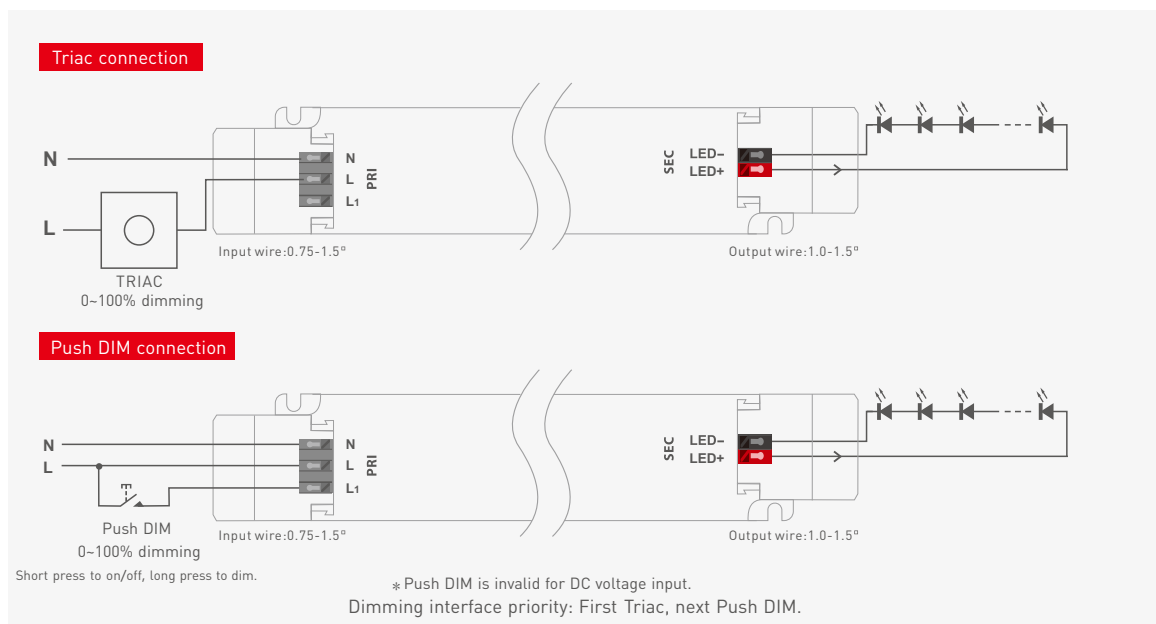 Triac connection
N
L
TRIAC
0~100% dimming
N
L
L1
PRI
Input wire:0.75-1.5□
SEC
LED-
LED+
Output wire:1.0-1.5□
Push DIM connection
N
L
Push DIM
0~100% dimming
Short press to on/off, long press to dim.
N
L
L1
PRI
Input wire:0.75-1.5□
SEC
LED-
LED+
Output wire:1.0-1.5□
* Push DIM is invalid for DC voltage input.
Dimming interface priority: First Triac, next Push DIM.